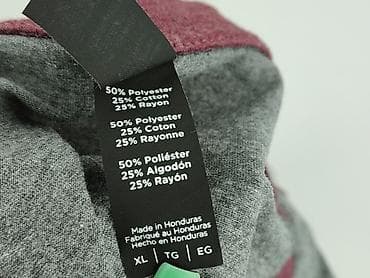 50% Polyester
25% Cotton
25% Rayon
50% Polyester
25% Coton
25% Rayonne
50% Poliéster
25% Algodón
25% Rayón
Made in Honduras
Fabriqué au Honduras
Hecho en Honduras
XL | TG | EG